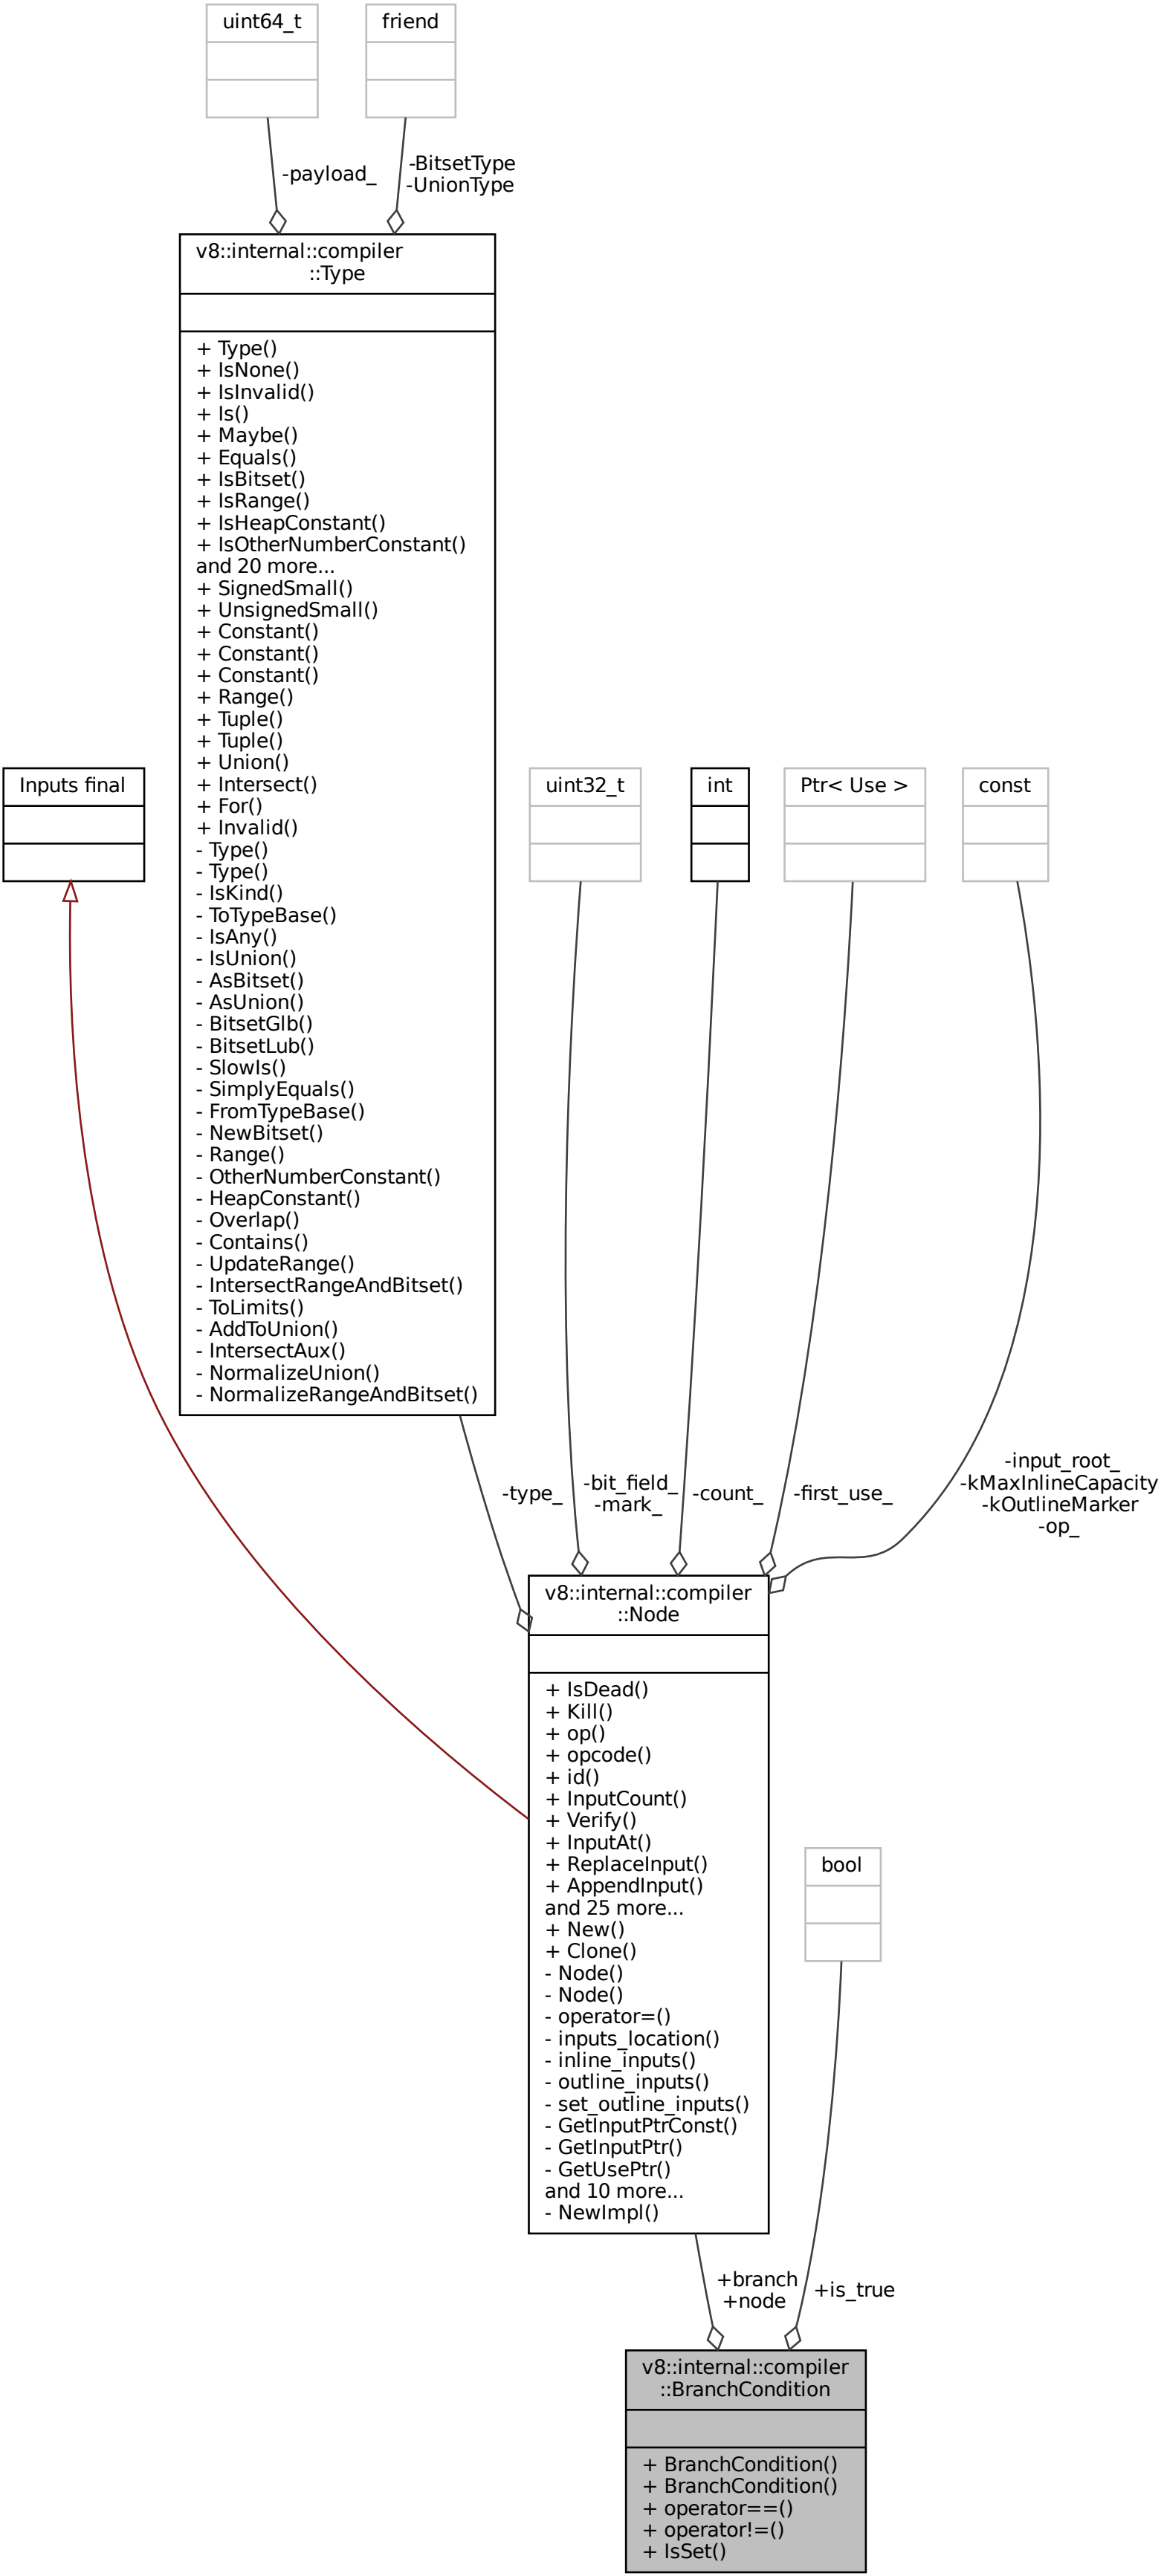 uint64_t
friend
-payload_
-BitsetType
-UnionType
v8::internal::compiler
::Type
+ Type()
+ IsNone()
+ IsInvalid()
+ Is()
+ Maybe()
+ Equals()
+ IsBitset()
+ IsRange()
+ IsHeapConstant()
+ IsOtherNumberConstant()
and 20 more...
+ SignedSmall()
+ UnsignedSmall()
+ Constant()
+ Constant()
+ Constant()
+ Range()
+ Tuple()
+ Tuple()
+ Union()
+ Intersect()
+ For()
+ Invalid()
- Type()
- Type()
- IsKind()
- ToTypeBase()
- IsAny()
- IsUnion()
- AsBitset()
- AsUnion()
- BitsetGlb()
- BitsetLub()
- SlowIs()
- SimplyEquals()
- FromTypeBase()
- NewBitset()
- Range()
- OtherNumberConstant()
- HeapConstant()
- Overlap()
- Contains()
- UpdateRange()
- IntersectRangeAndBitset()
- ToLimits()
- AddToUnion()
- IntersectAux()
- NormalizeUnion()
- NormalizeRangeAndBitset()
Inputs final
uint32_t
int
Ptr< Use >
const
-type_
-bit_field_
-mark_
-count_
-first_use_
-input_root_
-kMaxInlineCapacity
-kOutlineMarker
-op_
v8::internal::compiler
::Node
+ IsDead()
+ Kill()
+ op()
+ opcode()
+ id()
+ InputCount()
+ Verify()
+ InputAt()
+ ReplaceInput()
+ AppendInput()
and 25 more...
+ New()
+ Clone()
- Node()
- Node()
- operator=()
- inputs_location()
- inline_inputs()
- outline_inputs()
- set_outline_inputs()
- GetInputPtrConst()
- GetInputPtr()
- GetUsePtr()
and 10 more...
- NewImpl()
bool
+branch
+node
+is_true
v8::internal::compiler
::BranchCondition
+ BranchCondition()
+ BranchCondition()
+ operator==()
+ operator!=()
+ IsSet()